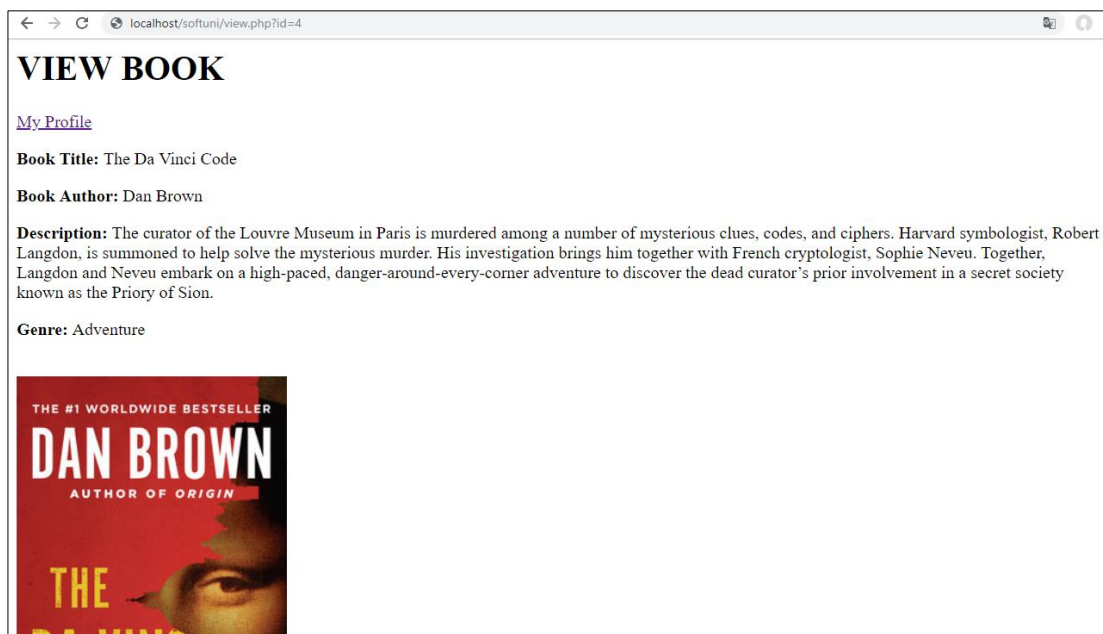 localhost/softuni/view.php?id=4
VIEW BOOK
My Profile
Book Title: The Da Vinci Code
Book Author: Dan Brown
Description: The curator of the Louvre Museum in Paris is murdered among a number of mysterious clues, codes, and ciphers. Harvard symbologist, Robert
Langdon, is summoned to help solve the mysterious murder. His investigation brings him together with French cryptologist, Sophie Neveu. Together,
Langdon and Neveu embark on a high-paced, danger-around-every-corner adventure to discover the dead curator’s prior involvement in a secret society
known as the Priory of Sion.
Genre: Adventure
THE #1 WORLDWIDE BESTSELLER
DAN BROWN
AUTHOR OF ORIGIN
THE